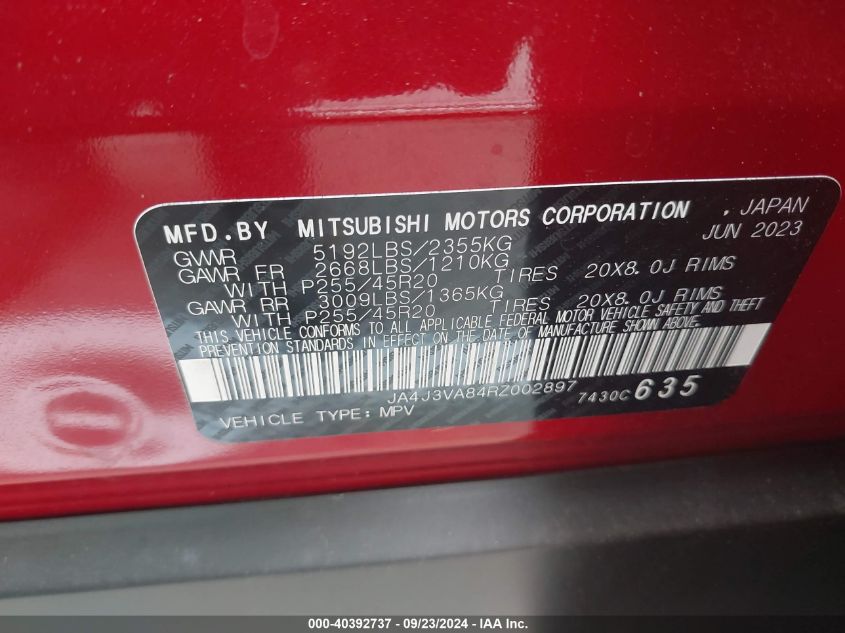 MFD.BY MITSUBISHI MOTORS CORPORATION , JAPAN
GVWR 5192LBS/2355KG JUN 2023
GAWR FR 2668LBS/1210KG
WITH P255/45R20 TIRES 20X8.0J RIMS
GAWR RR 3009LBS/1365KG
WITH P255/45R20 TIRES 20X8.0J RIMS
THIS VEHICLE CONFORMS TO ALL APPLICABLE FEDERAL MOTOR VEHICLE SAFETY AND THEFT
PREVENTION STANDARDS IN EFFECT ON THE DATE OF MANUFACTURE SHOWN ABOVE.
JA4J3VA84RZ002897 7430C 635
VEHICLE TYPE: MPV
000-40392737 - 09/23/2024 - IAA Inc.